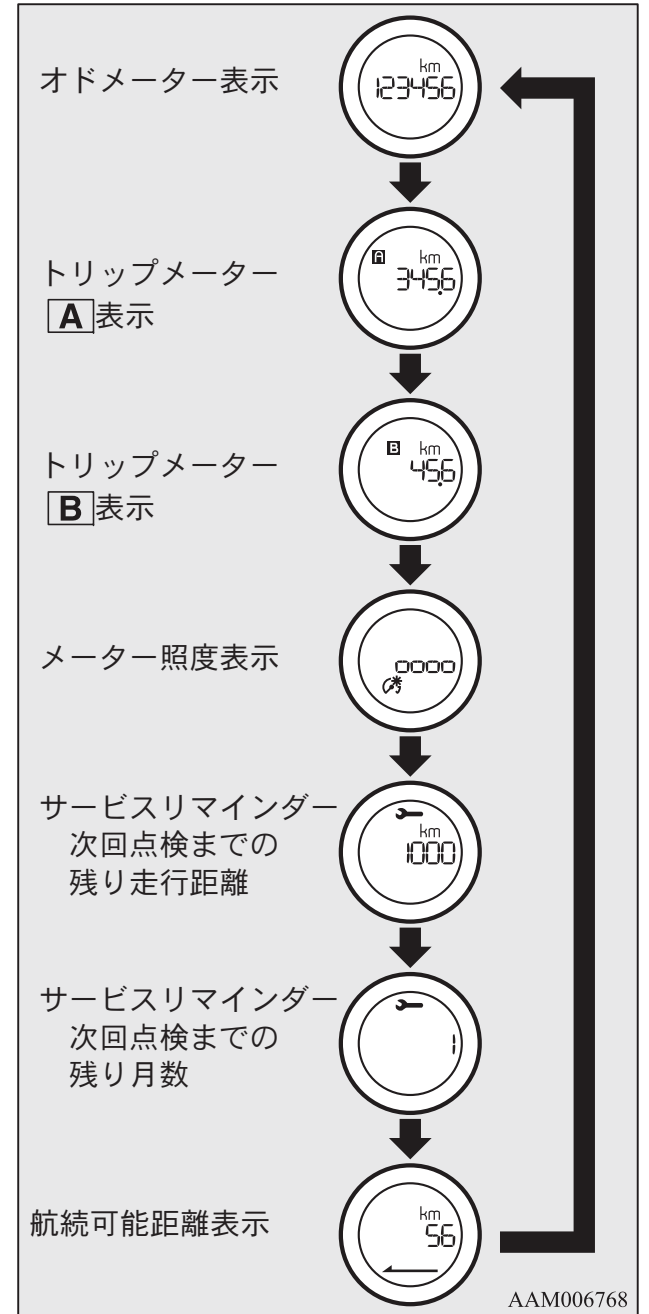 オドメーター表示
km
123456
トリップメーター
A表示
A km
345.6
トリップメーター
B表示
B km
45.6
メーター照度表示
oooo
サービスリマインダー
次回点検までの
残り走行距離
km
1000
サービスリマインダー
次回点検までの
残り月数
1
航続可能距離表示
km
56
AAM006768